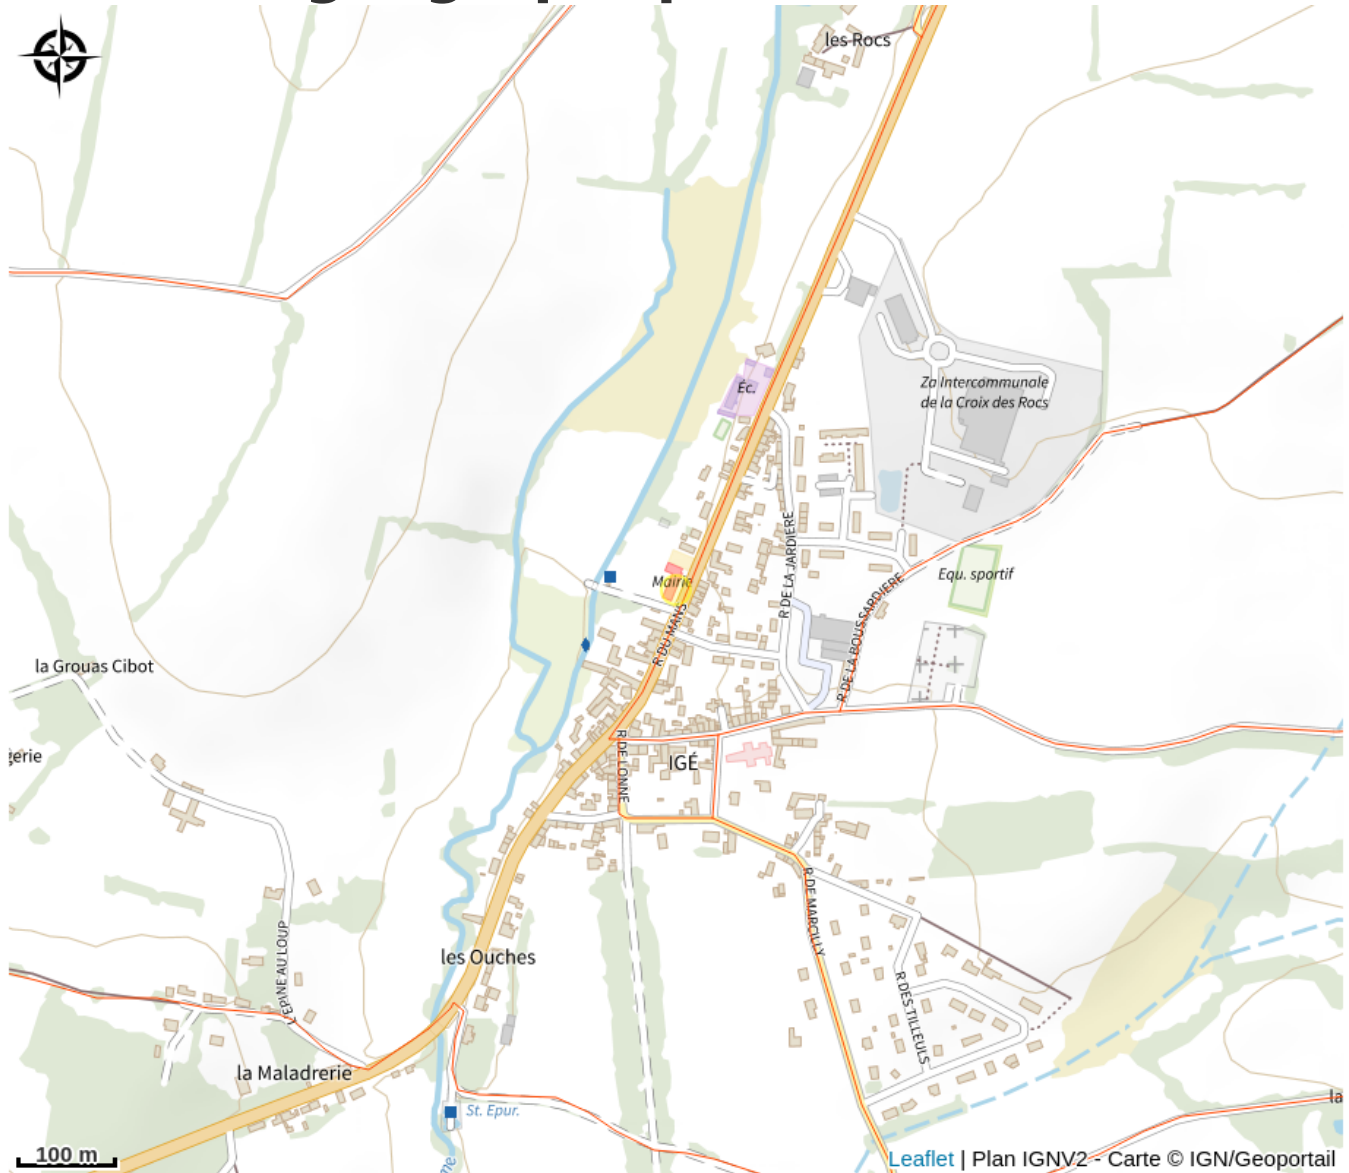 les Rocs
Éc.
Za Intercommunale
de la Croix des Rocs
R DE LA JARDIERE
Mairie
Equ. sportif
R DU MANS
R DE LA BOUSSARDIERE
la Grouas Cibot
gerie
R DE LONNE
IGÉ
R DE MARCILLY
L'EPINE AU LOUP
les Ouches
R DES TILLEULS
la Maladrerie
St. Epur.
la
100 m
Leaflet | Plan IGNV2 - Carte © IGN/Geoportail